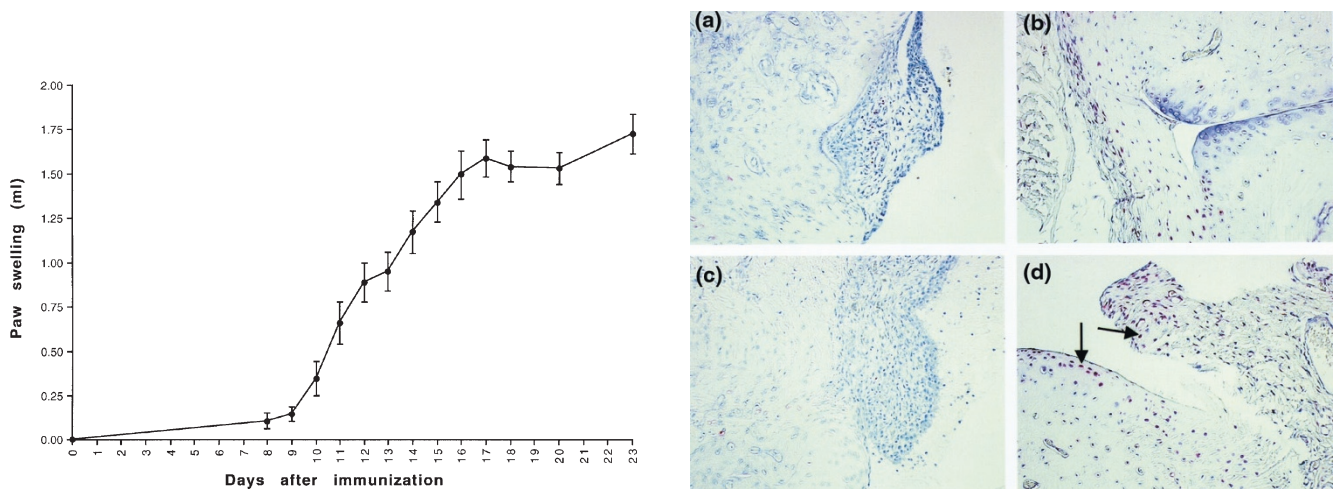 2.00
1.75
1.50
1.25
1.00
0.75
0.50
0.25
0.00
Paw swelling (ml)
0 1 2 3 4 5 6 7 8 9 10 11 12 13 14 15 16 17 18 19 20 21 22 23
Days after immunization
(a)
(b)
(c)
(d)